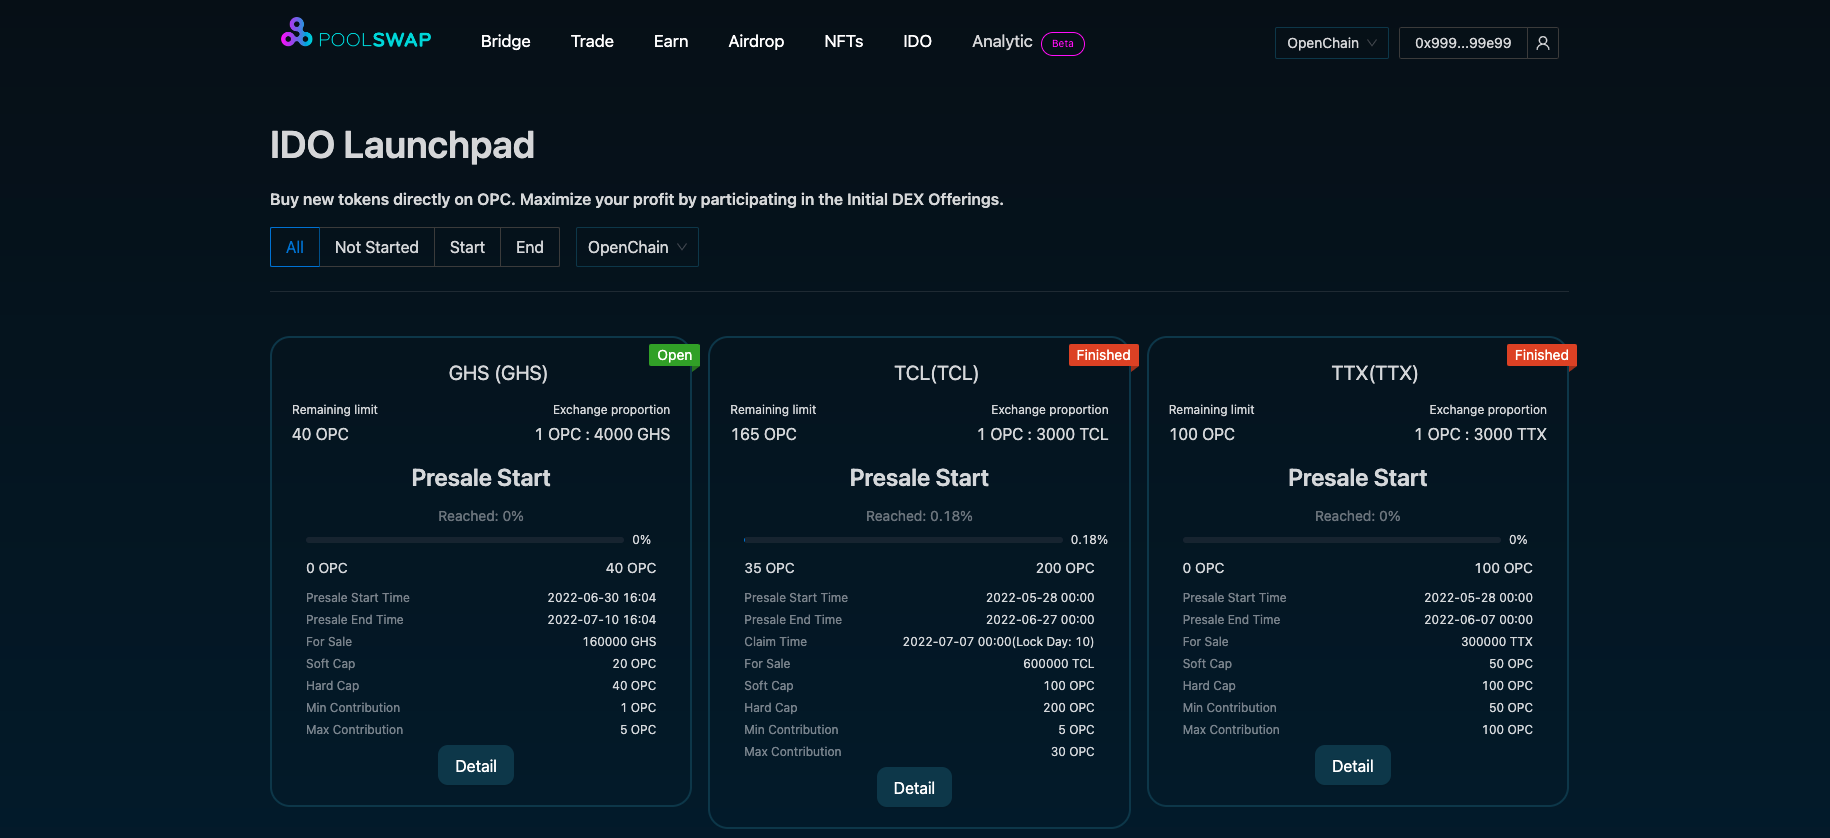 POOLSWAP Bridge Trade Earn Airdrop NFTs IDO Analytic Beta OpenChain 0x999...99e99
IDO Launchpad
Buy new tokens directly on OPC. Maximize your profit by participating in the Initial DEX Offerings.
All Not Started Start End OpenChain
Open
GHS (GHS)
Remaining limit Exchange proportion
40 OPC 1 OPC : 4000 GHS
Presale Start
Reached: 0%
0%
0 OPC 40 OPC
Presale Start Time 2022-06-30 16:04
Presale End Time 2022-07-10 16:04
For Sale 160000 GHS
Soft Cap 20 OPC
Hard Cap 40 OPC
Min Contribution 1 OPC
Max Contribution 5 OPC
Detail
Finished
TCL(TCL)
Remaining limit Exchange proportion
165 OPC 1 OPC : 3000 TCL
Presale Start
Reached: 0.18%
0.18%
35 OPC 200 OPC
Presale Start Time 2022-05-28 00:00
Presale End Time 2022-06-27 00:00
Claim Time 2022-07-07 00:00(Lock Day: 10)
For Sale 600000 TCL
Soft Cap 100 OPC
Hard Cap 200 OPC
Min Contribution 5 OPC
Max Contribution 30 OPC
Detail
Finished
TTX(TTX)
Remaining limit Exchange proportion
100 OPC 1 OPC : 3000 TTX
Presale Start
Reached: 0%
0%
0 OPC 100 OPC
Presale Start Time 2022-05-28 00:00
Presale End Time 2022-06-07 00:00
For Sale 300000 TTX
Soft Cap 50 OPC
Hard Cap 100 OPC
Min Contribution 50 OPC
Max Contribution 100 OPC
Detail